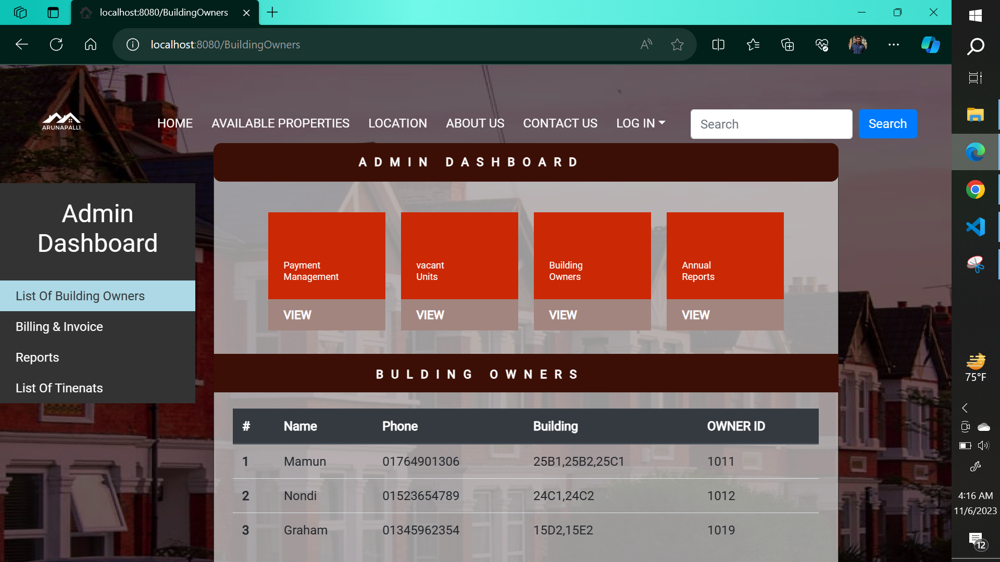 localhost:8080/BuildingOwners
localhost:8080/BuildingOwners
ARUNAPALLI
HOME AVAILABLE PROPERTIES LOCATION ABOUT US CONTACT US LOG IN Search Search
ADMIN DASHBOARD
Admin
Dashboard
List Of Building Owners
Billing & Invoice
Reports
List Of Tinenats
Payment
Management
VIEW
vacant
Units
VIEW
Building
Owners
VIEW
Annual
Reports
VIEW
BULDING OWNERS
# Name Phone Building OWNER ID
1 Mamun 01764901306 25B1,25B2,25C1 1011
2 Nondi 01523654789 24C1,24C2 1012
3 Graham 01345962354 15D2,15E2 1019
75°F
4:16 AM
11/6/2023
12